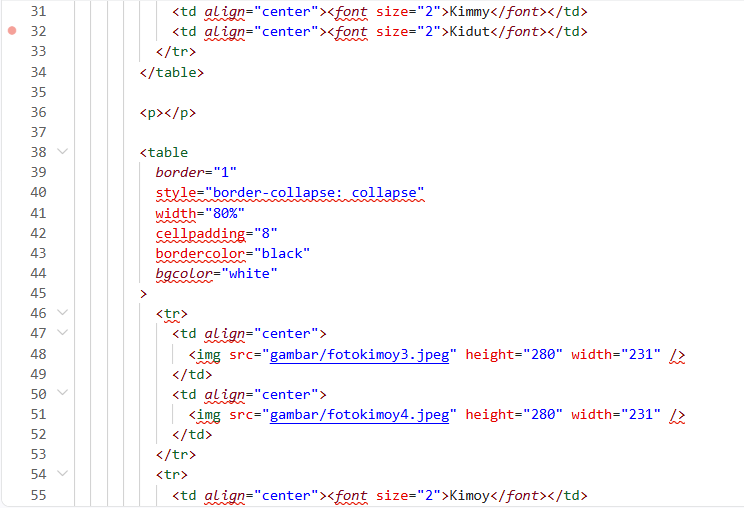 31 <td align="center"><font size="2">Kimmy</font></td>
32 <td align="center"><font size="2">Kidut</font></td>
33 </tr>
34 </table>
35
36 <p></p>
37
38 <table
39 border="1"
40 style="border-collapse: collapse"
41 width="80%"
42 cellpadding="8"
43 bordercolor="black"
44 bgcolor="white"
45 >
46 <tr>
47 <td align="center">
48 <img src="gambar/fotokimoy3.jpeg" height="280" width="231" />
49 </td>
50 <td align="center">
51 <img src="gambar/fotokimoy4.jpeg" height="280" width="231" />
52 </td>
53 </tr>
54 <tr>
55 <td align="center"><font size="2">Kimoy</font></td>